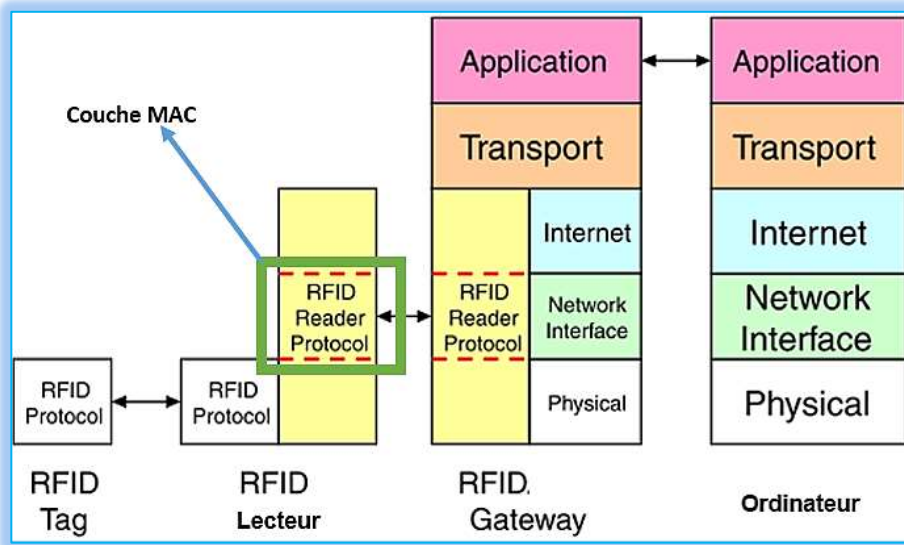 Application
Application
Couche MAC
Transport
Transport
Internet
Internet
RFID
Reader
Protocol
RFID
Reader
Protocol
Network
Interface
Network
Interface
RFID
Protocol
RFID
Protocol
Physical
Physical
RFID
Tag
RFID
Lecteur
RFID.
Gateway
Ordinateur